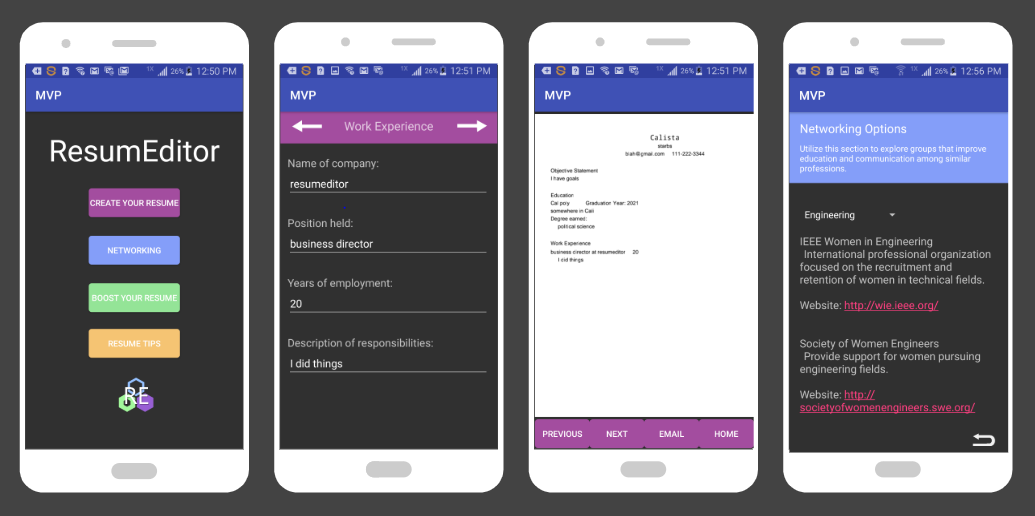 1X 26% 12:50 PM
MVP
ResumEditor
CREATE YOUR RESUME
NETWORKING
BOOST YOUR RESUME
RESUME TIPS
RE
1X 26% 12:51 PM
MVP
Work Experience
Name of company:
resumeditor
Position held:
business director
Years of employment:
20
Description of responsibilities:
I did things
1X 26% 12:51 PM
MVP
Calista
starbs
blah@gmail.com 111-222-3344
Objective Statement
I have goals
Education
Cal poly Graduation Year: 2021
somewhere in Cali
Degree earned:
political science
Work Experience
business director at resumeditor 20
I did things
PREVIOUS NEXT EMAIL HOME
1X 26% 12:56 PM
MVP
Networking Options
Utilize this section to explore groups that improve
education and communication among similar
professions.
Engineering
IEEE Women in Engineering
International professional organization
focused on the recruitment and
retention of women in technical fields.
Website: http://wie.ieee.org/
Society of Women Engineers
Provide support for women pursuing
engineering fields.
Website: http://
societyofwomenengineers.swe.org/